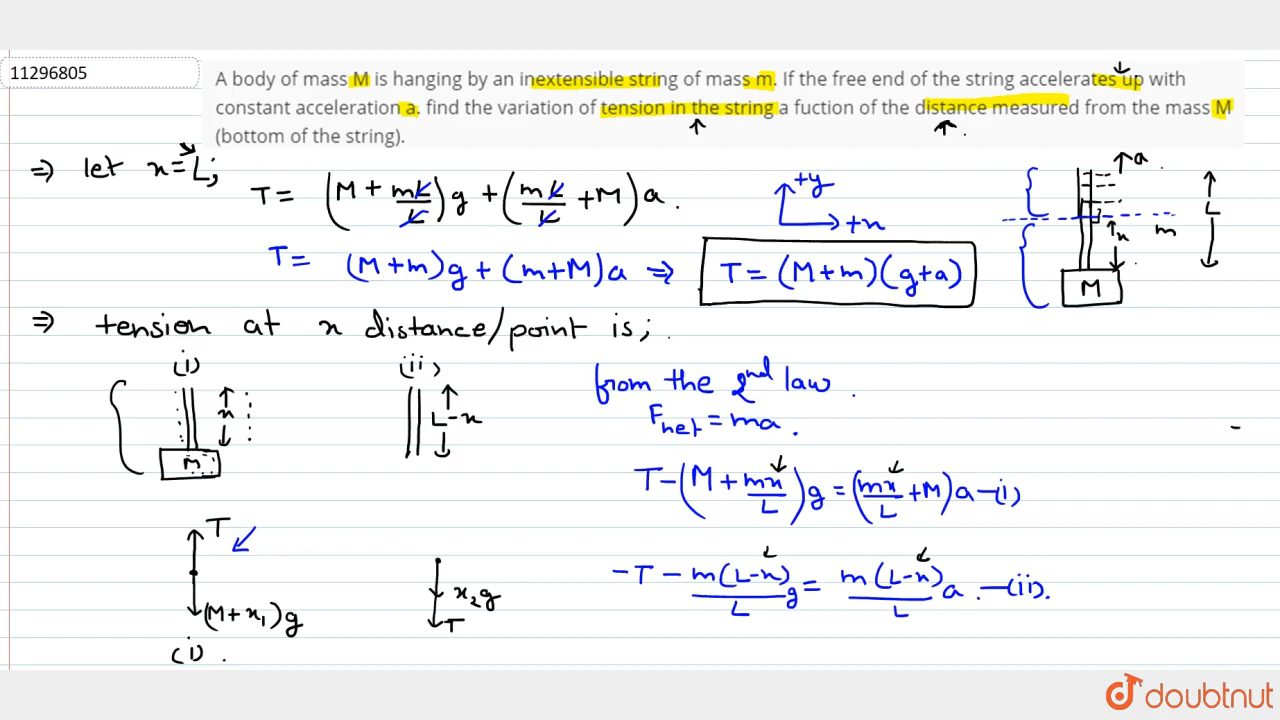 11296805
A body of mass M is hanging by an inextensible string of mass m. If the free end of the string accelerates up with
constant acceleration a. find the variation of tension in the string a fuction of the distance measured from the mass M
(bottom of the string).
⇒ let x = L;
T = (M + mL/L)g + (mL/L + M)a.
T = (M+m)g + (m+M)a ⇒ T = (M+m)(g+a)
+y
+x
a
L
x
m
M
⇒ tension at x distance/point is;
(i)
(ii)
x
M
L-x
from the 2nd law.
Fnet = ma.
T-(M+mx/L)g = (mx/L+M)a —(i)
-T - m(L-x)/L g = m(L-x)/L a. —(ii).
T
(M+x₁)g
(i).
x₂g
T
doubtnut